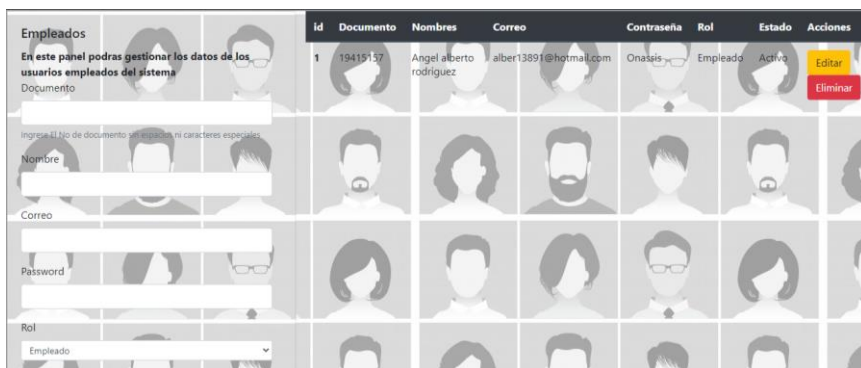 Empleados
En este panel podras gestionar los datos de los
usuarios empleados del sistema
Documento
Ingrese El No de documento sin espacios ni caracteres especiales
Nombre
Correo
Password
Rol
Empleado
id Documento Nombres Correo Contraseña Rol Estado Acciones
1 19415157 Angel alberto rodriguez alber13891@hotmail.com Onassis Empleado Activo Editar
Eliminar